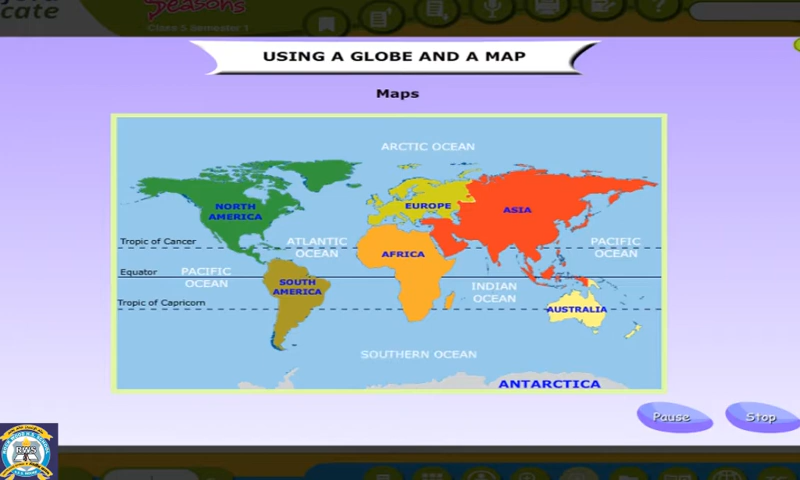 cate
Seasons
Class 5 Semester 1
USING A GLOBE AND A MAP
Maps
ARCTIC OCEAN
NORTH
AMERICA
EUROPE
ASIA
Tropic of Cancer
ATLANTIC
OCEAN
AFRICA
PACIFIC
OCEAN
Equator
PACIFIC
OCEAN
SOUTH
AMERICA
INDIAN
OCEAN
Tropic of Capricorn
AUSTRALIA
SOUTHERN OCEAN
ANTARCTICA
Pause
Stop
RWS